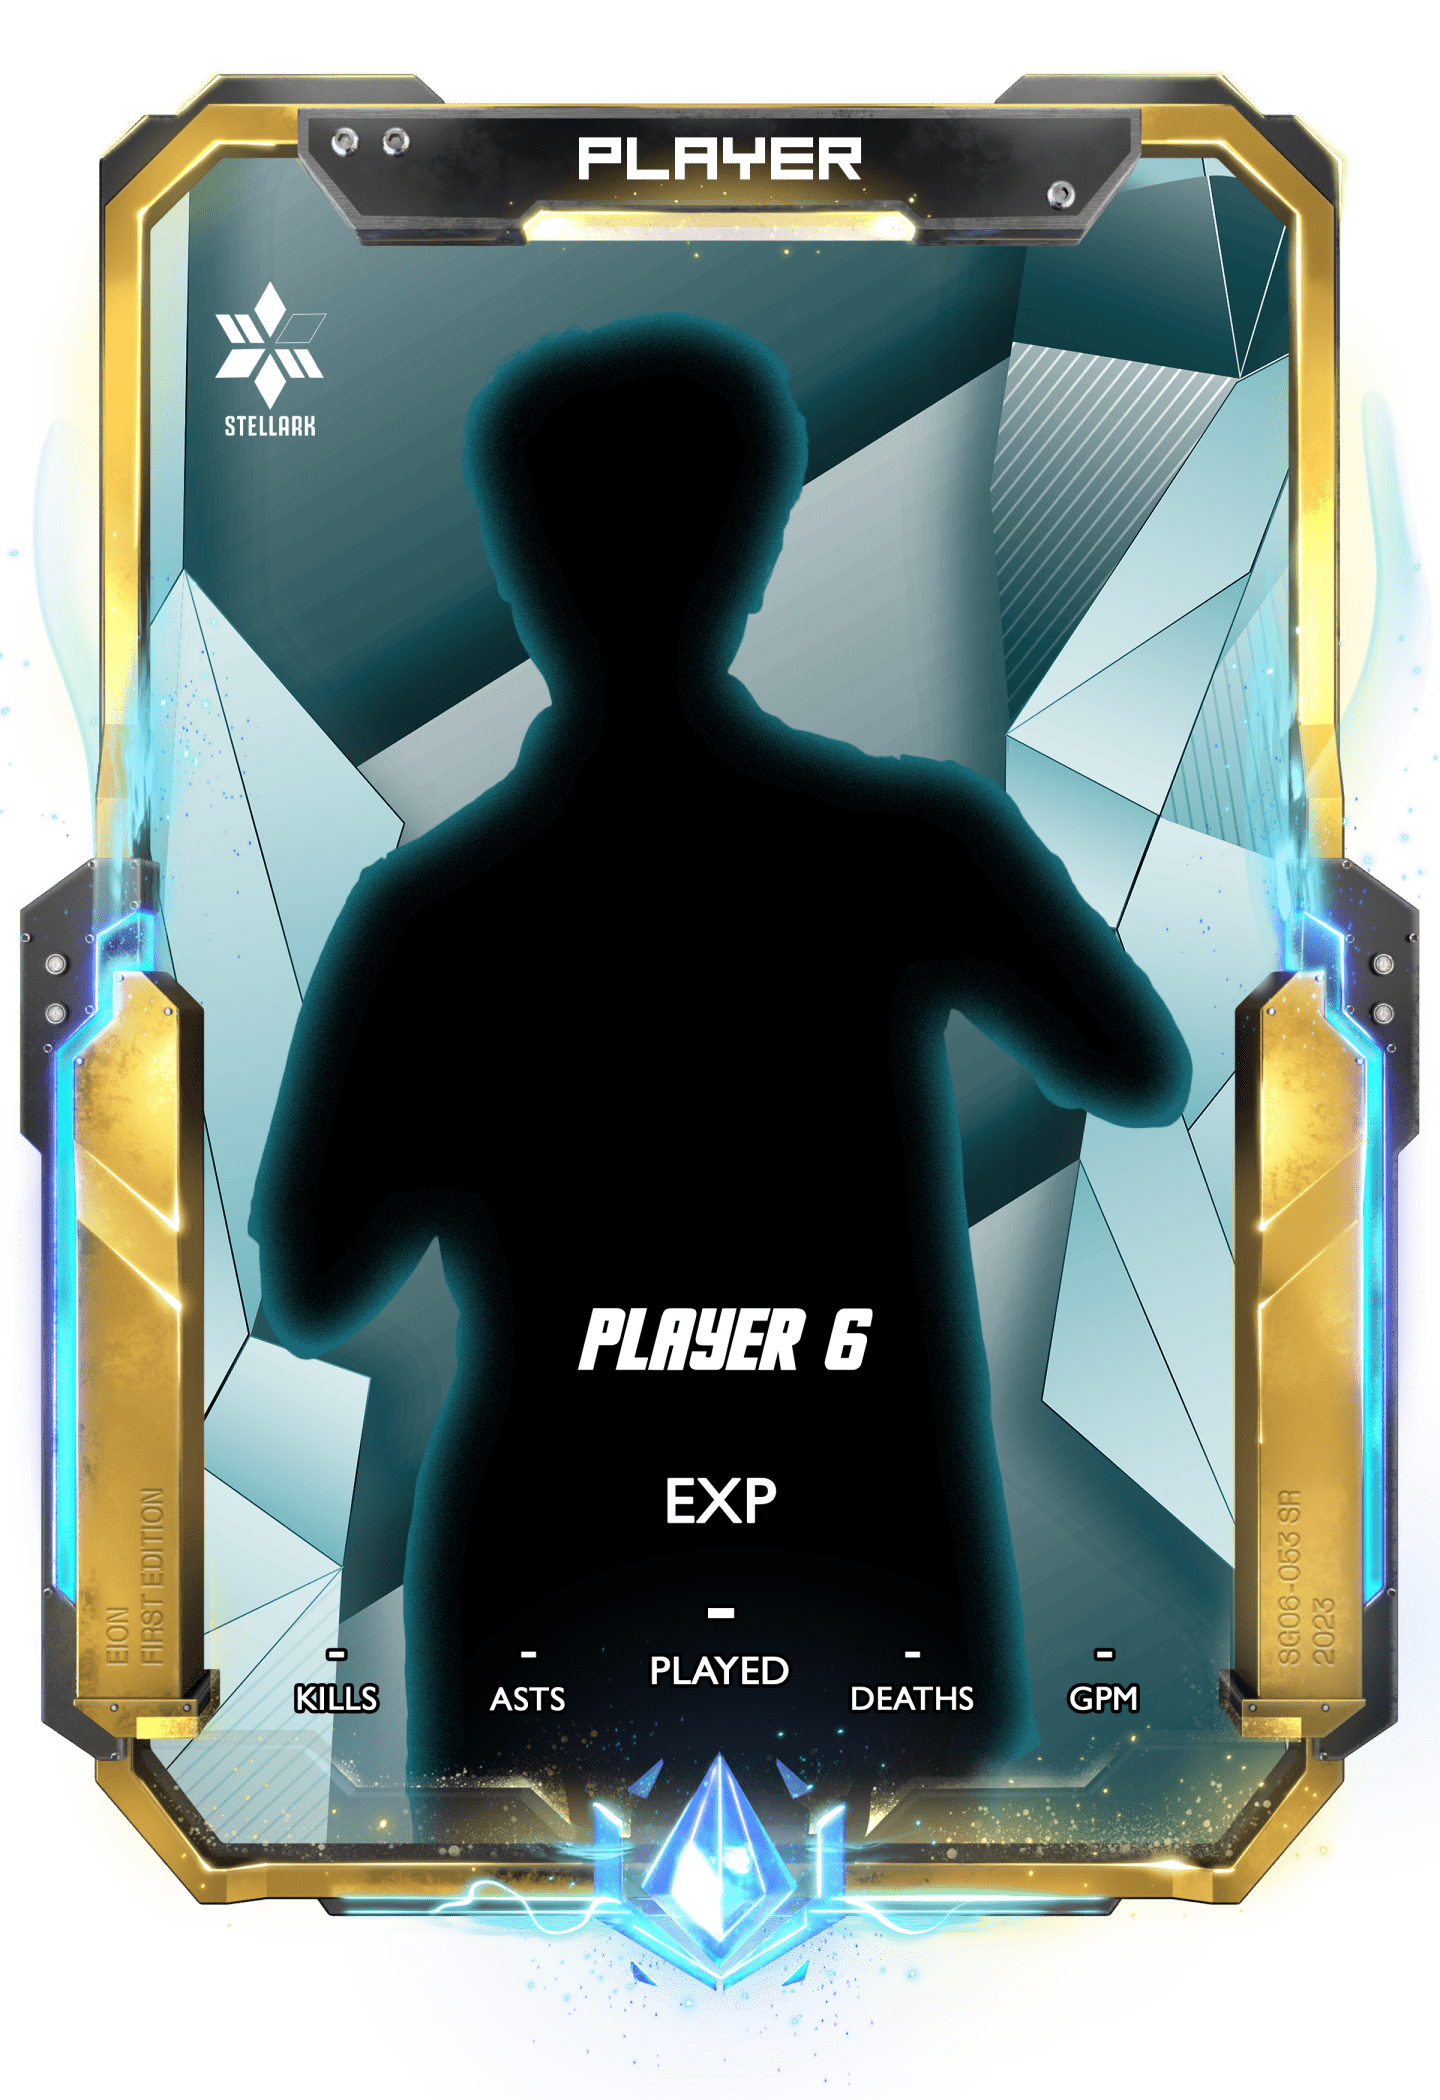 PLAYER
STELLARK
PLAYER 6
EXP
-
PLAYED
-
KILLS
-
ASTS
-
DEATHS
-
GPM
EION
FIRST EDITION
SG06-053 SR
2023